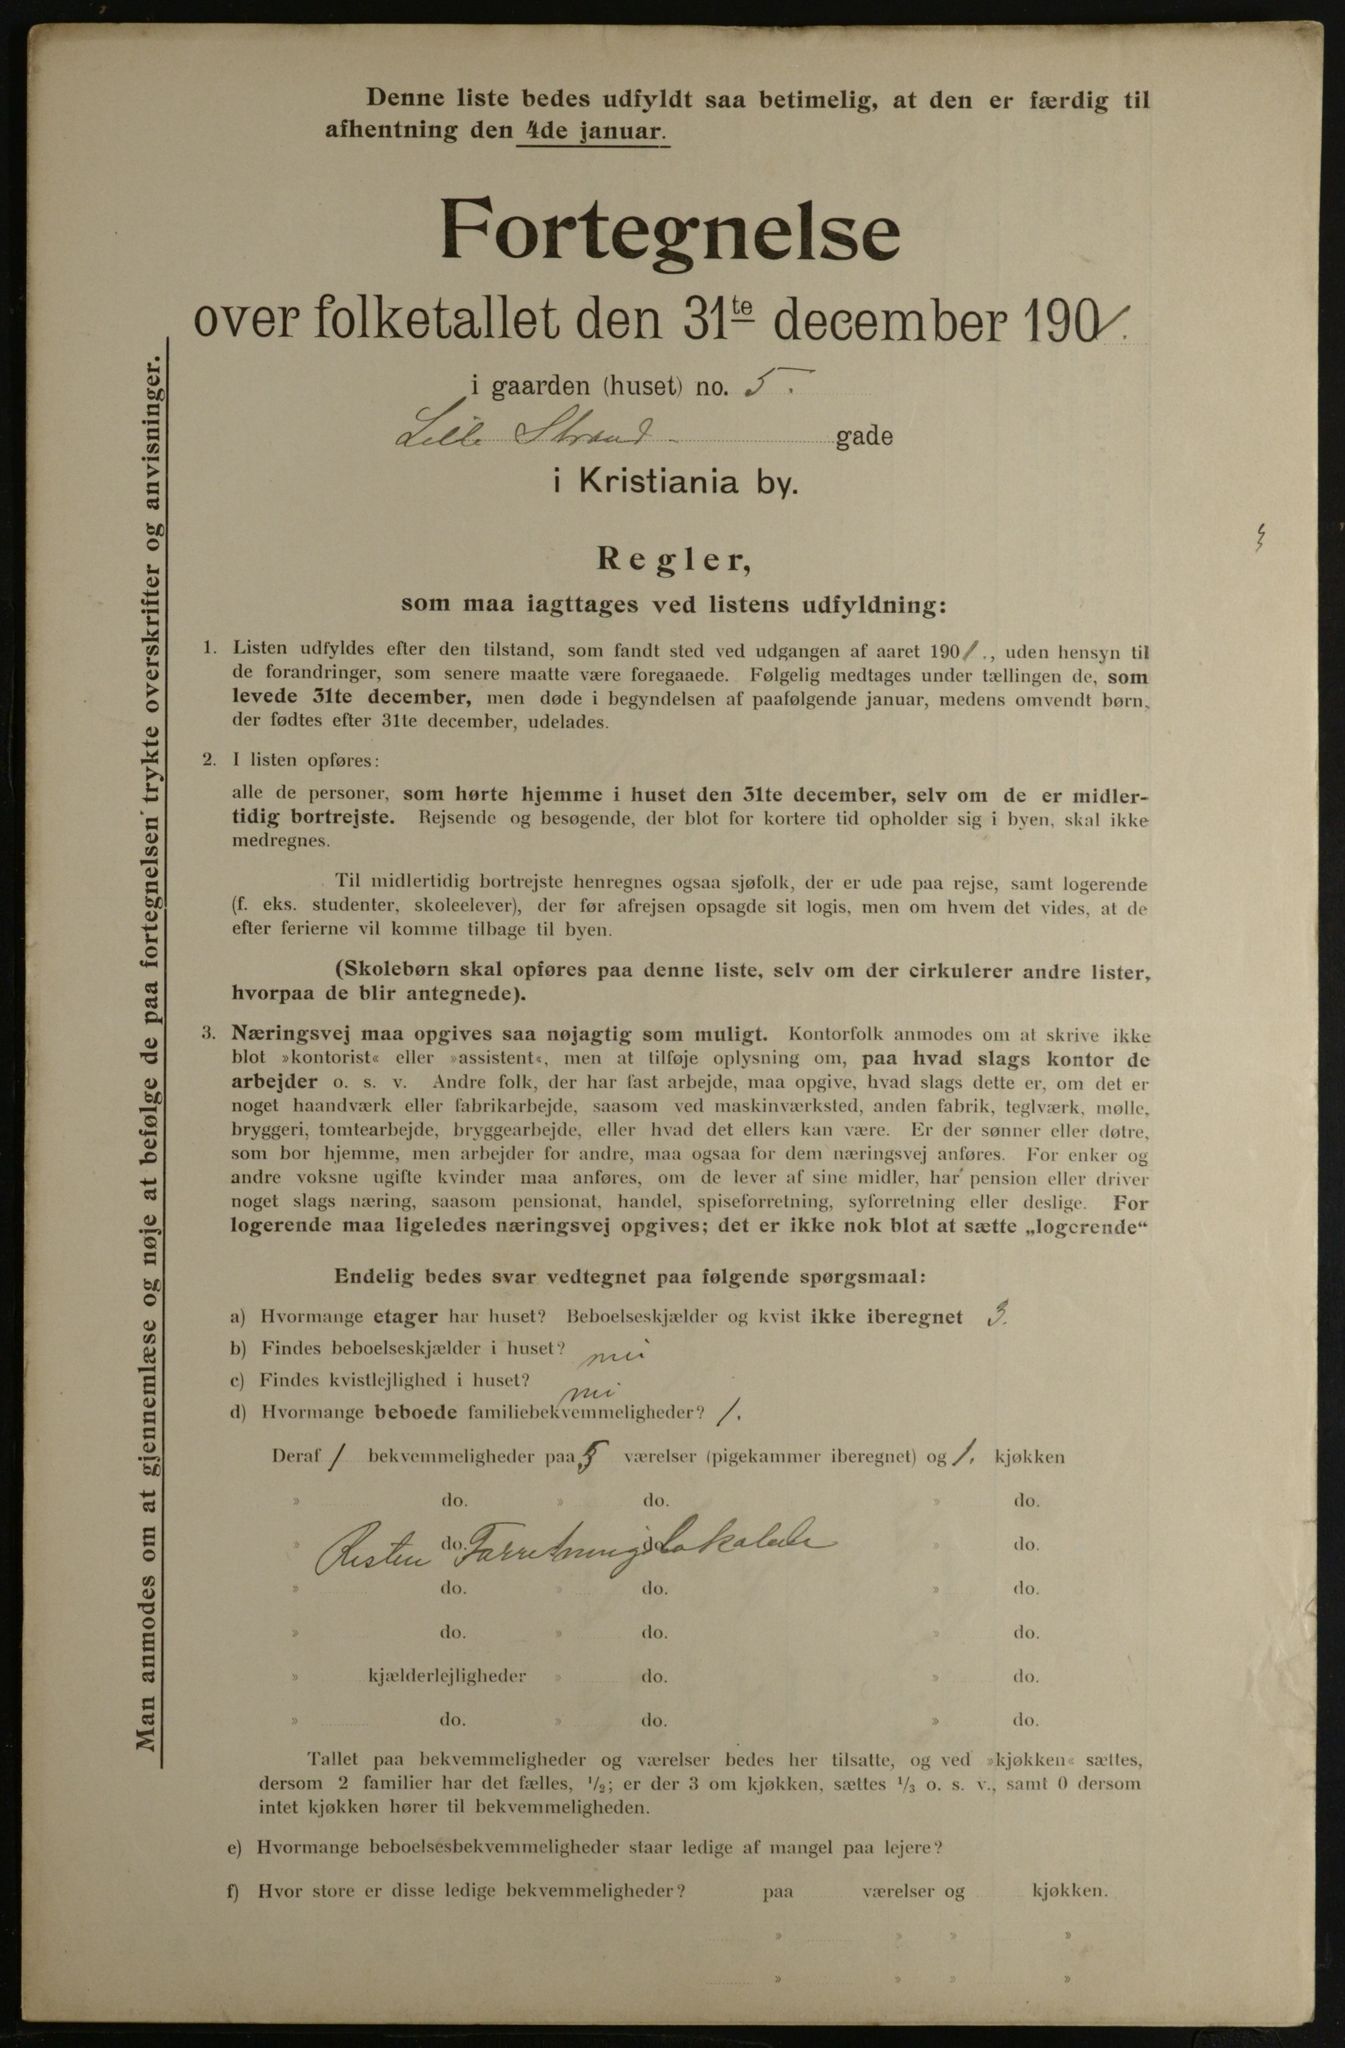 Denne liste bedes udfyldt saa betimelig, at den er færdig til
afhentning den 4de januar.
Fortegnelse
over folketallet den 31te december 1901.
i gaarden (huset) no. 5.
Lille Strand gade
i Kristiania by.
Regler,
som maa iagttages ved listens udfyldning:
1. Listen udfyldes efter den tilstand, som fandt sted ved udgangen af aaret 1901., uden hensyn til
de forandringer, som senere maatte være foregaaede. Følgelig medtages under tællingen de, som
levede 31te december, men døde i begyndelsen af paafølgende januar, medens omvendt børn,
der fødtes efter 31te december, udelades.
2. I listen opføres:
alle de personer, som hørte hjemme i huset den 31te december, selv om de er midler-
tidig bortrejste. Rejsende og besøgende, der blot for kortere tid opholder sig i byen, skal ikke
medregnes.
Til midlertidig bortrejste henregnes ogsaa sjøfolk, der er ude paa rejse, samt logerende
(f. eks. studenter, skoleelever), der før afrejsen opsagde sit logis, men om hvem det vides, at de
efter ferierne vil komme tilbage til byen.
(Skolebørn skal opføres paa denne liste, selv om der cirkulerer andre lister,
hvorpaa de blir antegnede).
3. Næringsvej maa opgives saa nøjagtig som muligt. Kontorfolk anmodes om at skrive ikke
blot »kontorist« eller »assistent«, men at tilføje oplysning om, paa hvad slags kontor de
arbejder o. s. v. Andre folk, der har fast arbejde, maa opgive, hvad slags dette er, om det er
noget haandværk eller fabrikarbejde, saasom ved maskinværksted, anden fabrik, teglværk, mølle,
bryggeri, tomtearbejde, bryggearbejde, eller hvad det ellers kan være. Er der sønner eller døtre,
som bor hjemme, men arbejder for andre, maa ogsaa for dem næringsvej anføres. For enker og
andre voksne ugifte kvinder maa anføres, om de lever af sine midler, har pension eller driver
noget slags næring, saasom pensionat, handel, spiseforretning, syforretning eller deslige. For
logerende maa ligeledes næringsvej opgives; det er ikke nok blot at sætte „logerende“
Endelig bedes svar vedtegnet paa følgende spørgsmaal:
a) Hvormange etager har huset? Beboelseskjælder og kvist ikke iberegnet 3.
b) Findes beboelseskjælder i huset? nei
c) Findes kvistlejlighed i huset? nei
d) Hvormange beboede familiebekvemmeligheder? 1.
Deraf 1 bekvemmeligheder paa 5 værelser (pigekammer iberegnet) og 1. kjøkken
» do. » do. » do.
» do. do. » do.
Resten Forretningslokaler
» do. » do. » do.
» do. » do. » do.
» kjælderlejligheder » do. » do.
» do. » do. » do.
Tallet paa bekvemmeligheder og værelser bedes her tilsatte, og ved »kjøkken« sættes,
dersom 2 familier har det fælles, 1/2; er der 3 om kjøkken, sættes 1/3 o. s. v., samt 0 dersom
intet kjøkken hører til bekvemmeligheden.
e) Hvormange beboelsesbekvemmeligheder staar ledige af mangel paa lejere?
f) Hvor store er disse ledige bekvemmeligheder? paa værelser og kjøkken.
» » » »
» » » »
Man anmodes om at gjennemlæse og nøje at befølge de paa fortegnelsen trykte overskrifter og anvisninger.